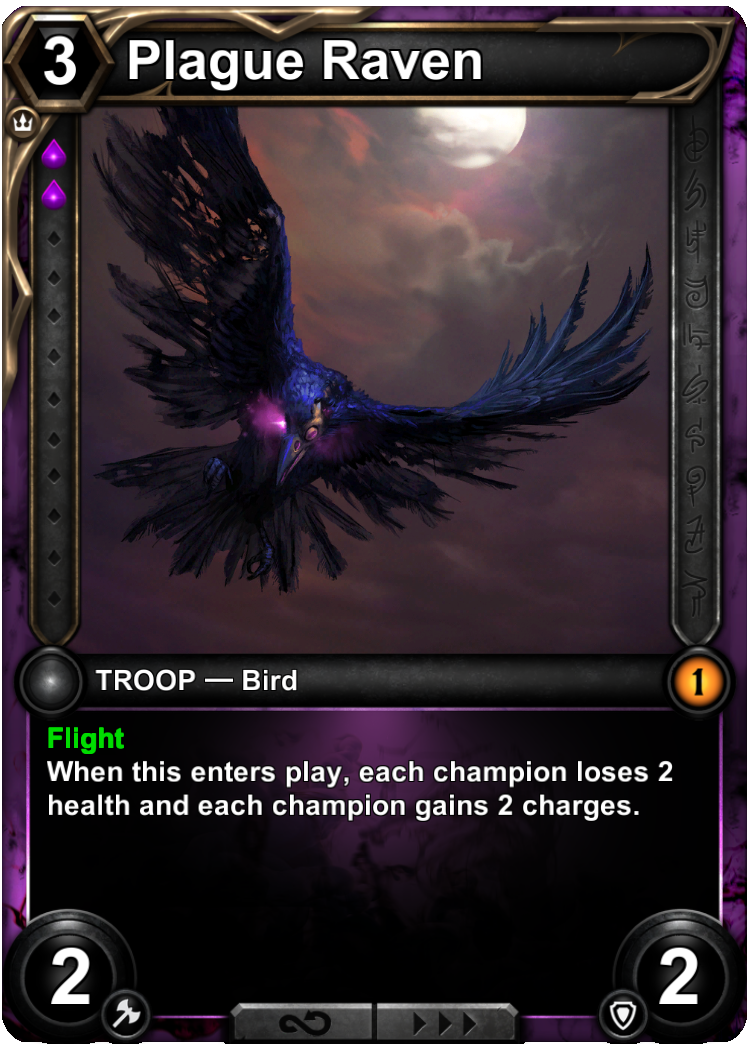 3
Plague Raven
TROOP — Bird
1
Flight
When this enters play, each champion loses 2
health and each champion gains 2 charges.
2
2